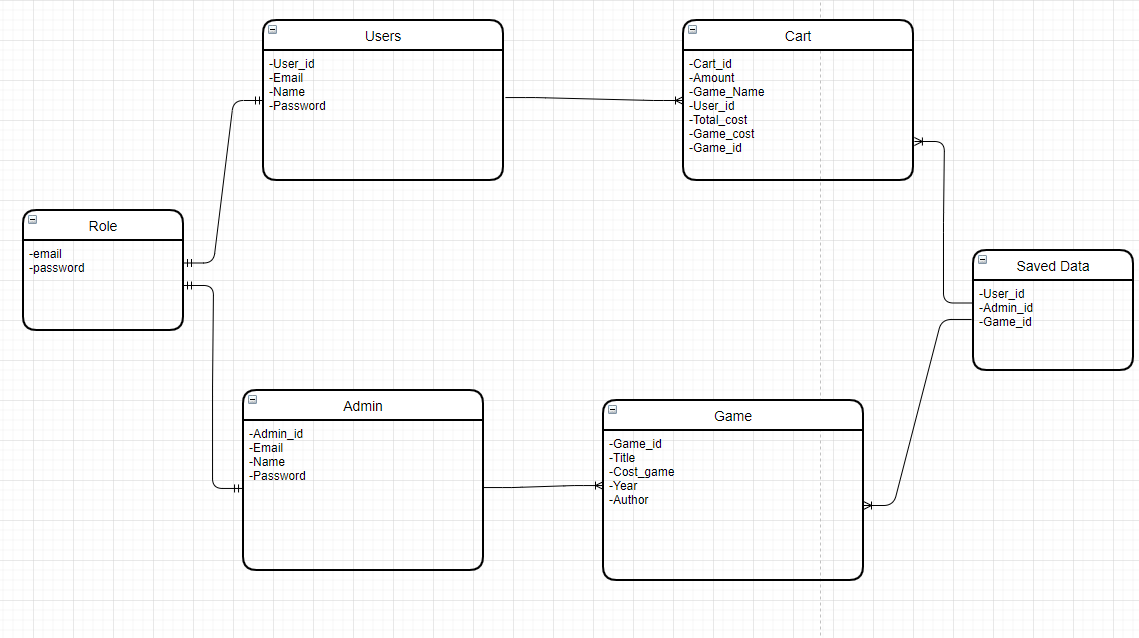 Users
-User_id
-Email
-Name
-Password
Cart
-Cart_id
-Amount
-Game_Name
-User_id
-Total_cost
-Game_cost
-Game_id
Role
-email
-password
Saved Data
-User_id
-Admin_id
-Game_id
Admin
-Admin_id
-Email
-Name
-Password
Game
-Game_id
-Title
-Cost_game
-Year
-Author